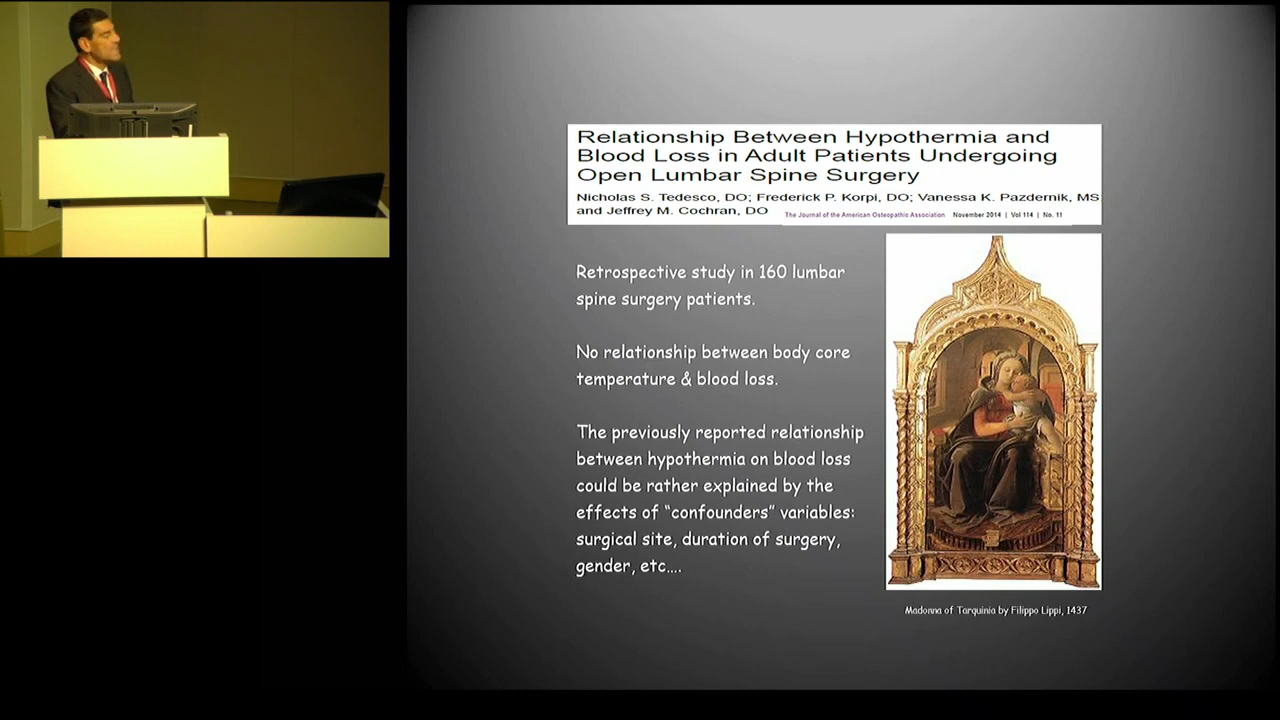 Relationship Between Hypothermia and
Blood Loss in Adult Patients Undergoing
Open Lumbar Spine Surgery
Nicholas S. Tedesco, DO; Frederick P. Korpi, DO; Vanessa K. Pazdernik, MS
and Jeffrey M. Cochran, DO
The Journal of the American Osteopathic Association November 2014 | Vol 114 | No. 11
Retrospective study in 160 lumbar
spine surgery patients.
No relationship between body core
temperature & blood loss.
The previously reported relationship
between hypothermia on blood loss
could be rather explained by the
effects of “confounders” variables:
surgical site, duration of surgery,
gender, etc....
Madonna of Tarquinia by Filippo Lippi, 1437